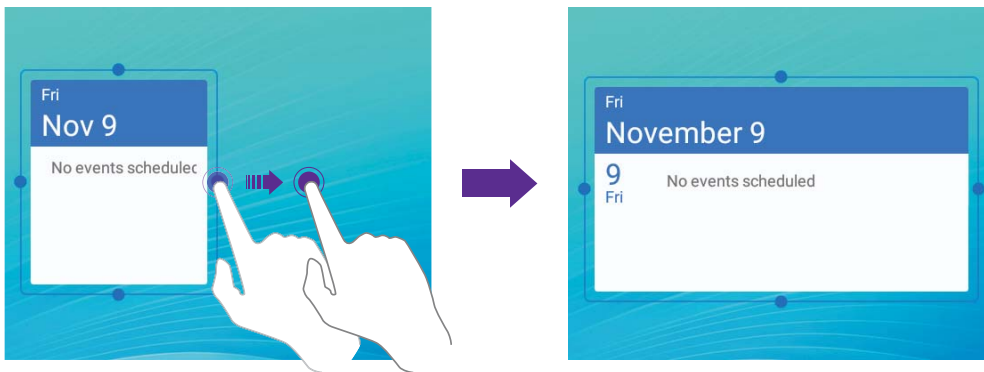 Fri
Nov 9
No events scheduled
Fri
November 9
9
Fri
No events scheduled